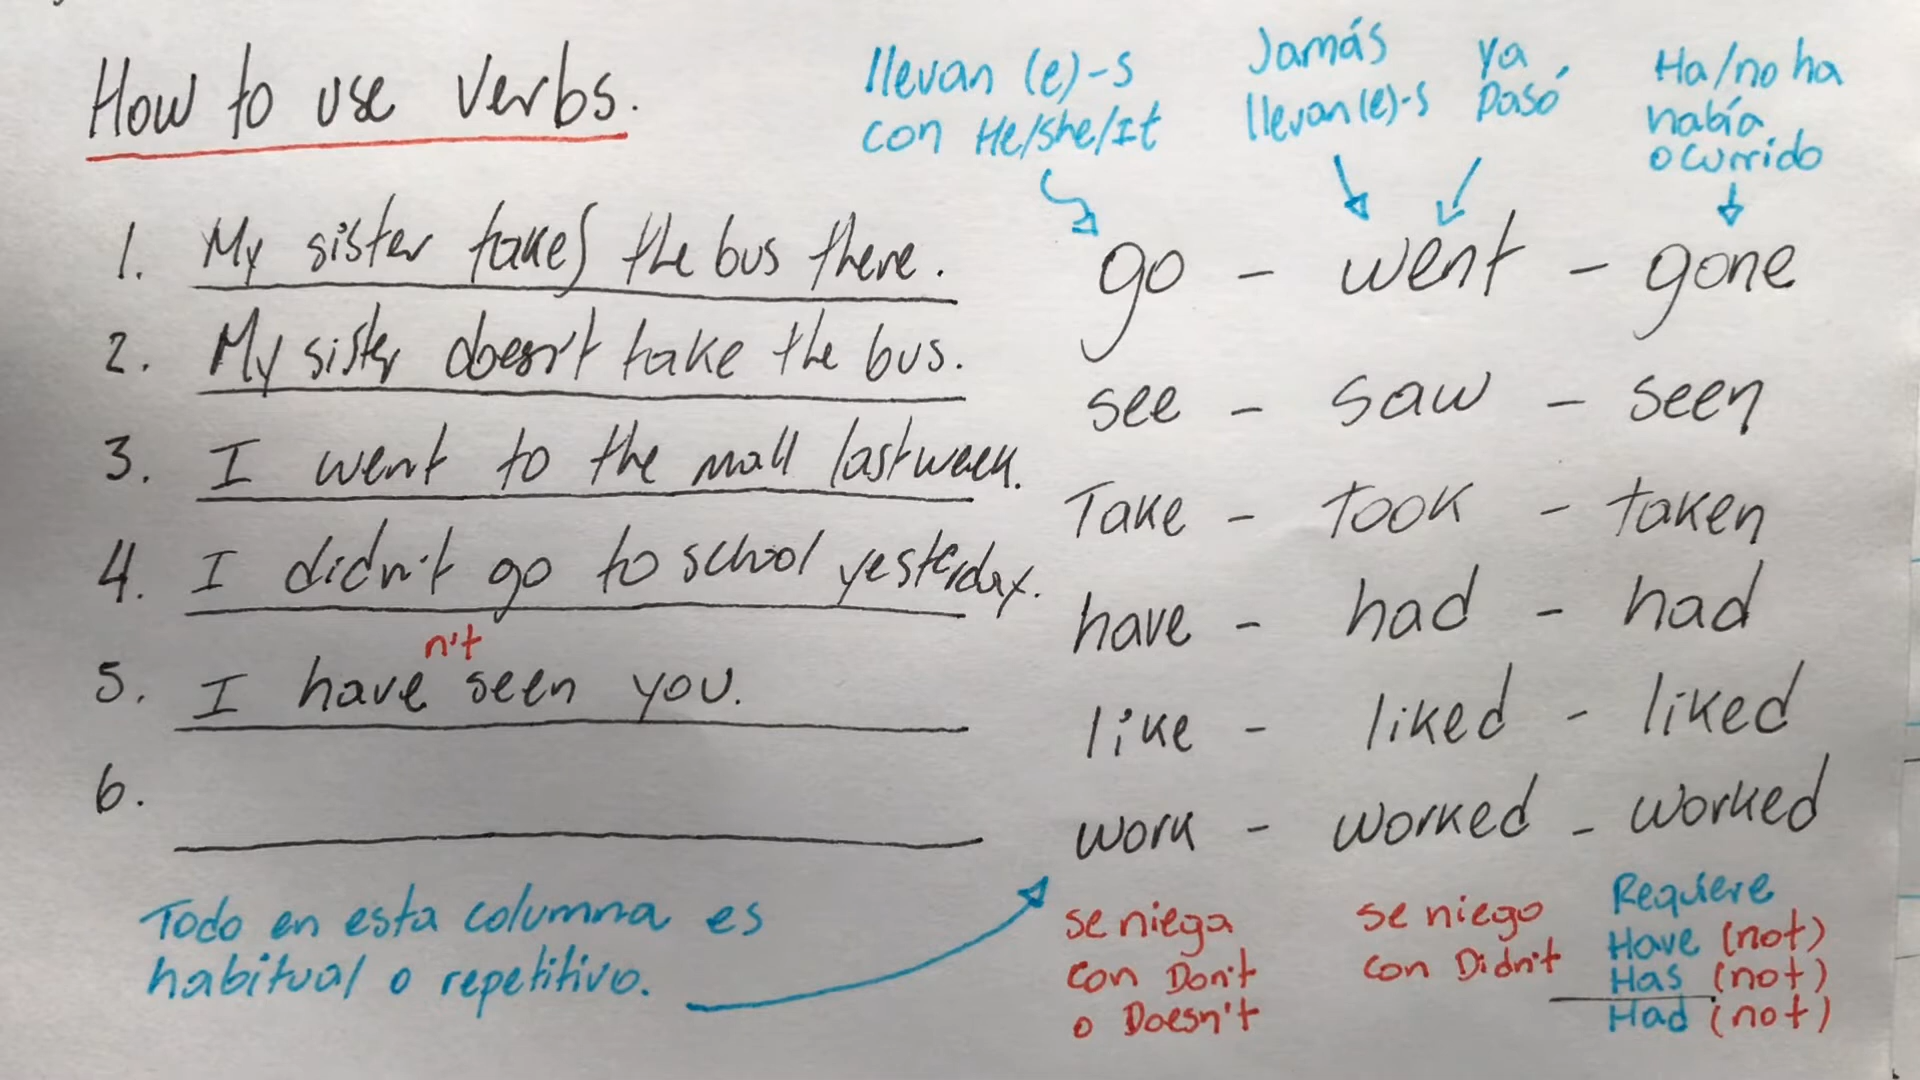 How to use verbs.
llevan (e)-s
con He/She/It
Jamás
llevan(e)-s
ya
pasó
Ha/no ha
había
ocurrido
1. My sister takes the bus there.
2. My sister doesn't take the bus.
3. I went to the mall last week.
4. I didn't go to school yesterday.
n't
5. I have seen you.
6.
go - went - gone
see - saw - seen
Take - took - taken
have - had - had
like - liked - liked
work - worked - worked
Todo en esta columna es
habitual o repetitivo.
se niega
con Don't
o Doesn't
se niego
con Didn't
Requiere
Have (not)
Has (not)
Had (not)